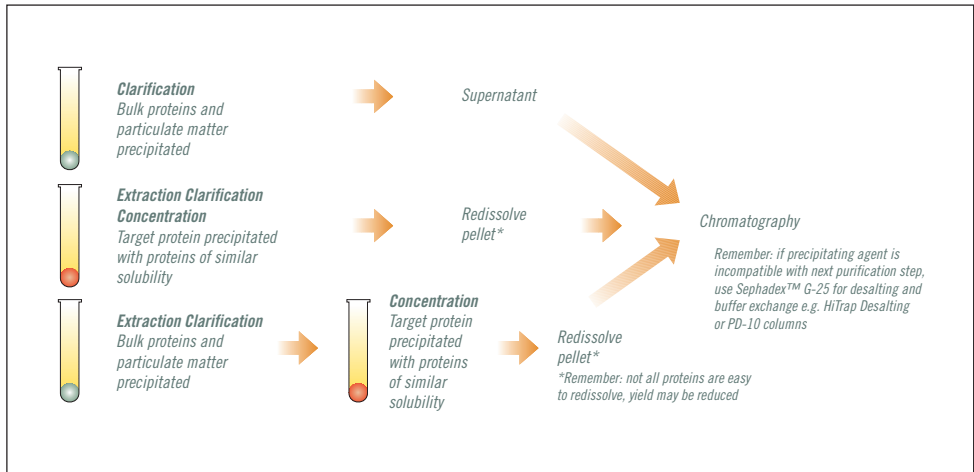 Clarification
Bulk proteins and
particulate matter
precipitated
Supernatant
Extraction Clarification
Concentration
Target protein precipitated
with proteins of similar
solubility
Redissolve
pellet*
Chromatography
Remember: if precipitating agent is
incompatible with next purification step,
use Sephadex™ G-25 for desalting and
buffer exchange e.g. HiTrap Desalting
or PD-10 columns
Extraction Clarification
Bulk proteins and
particulate matter
precipitated
Concentration
Target protein
precipitated
with proteins
of similar
solubility
Redissolve
pellet*
*Remember: not all proteins are easy
to redissolve, yield may be reduced